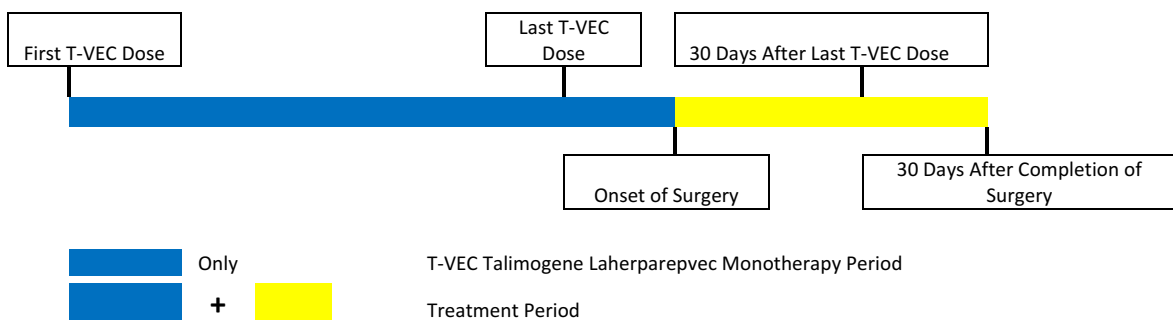 First T-VEC Dose
Last T-VEC
Dose
30 Days After Last T-VEC Dose
Onset of Surgery
30 Days After Completion of
Surgery
Only
T-VEC Talimogene Laherparepvec Monotherapy Period
+
Treatment Period